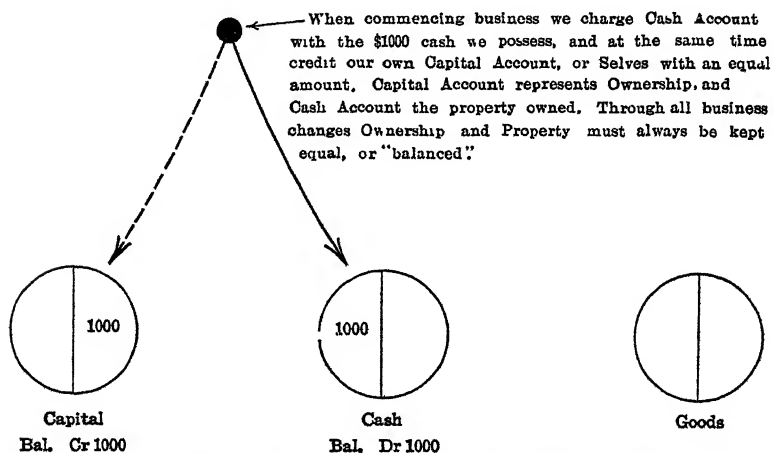 When commencing business we charge Cash Account
with the $1000 cash we possess, and at the same time
credit our own Capital Account, or Selves with an equal
amount. Capital Account represents Ownership, and
Cash Account the property owned. Through all business
changes Ownership and Property must always be kept
equal, or "balanced".
1000
1000
Capital
Cash
Goods
Bal. Cr 1000
Bal. Dr 1000